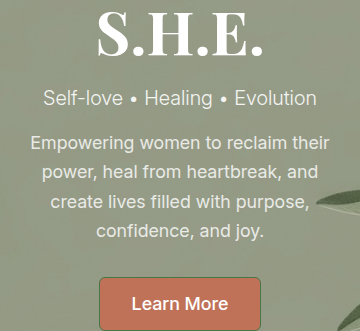 S.H.E.
Self-love • Healing • Evolution
Empowering women to reclaim their
power, heal from heartbreak, and
create lives filled with purpose,
confidence, and joy.
Learn More